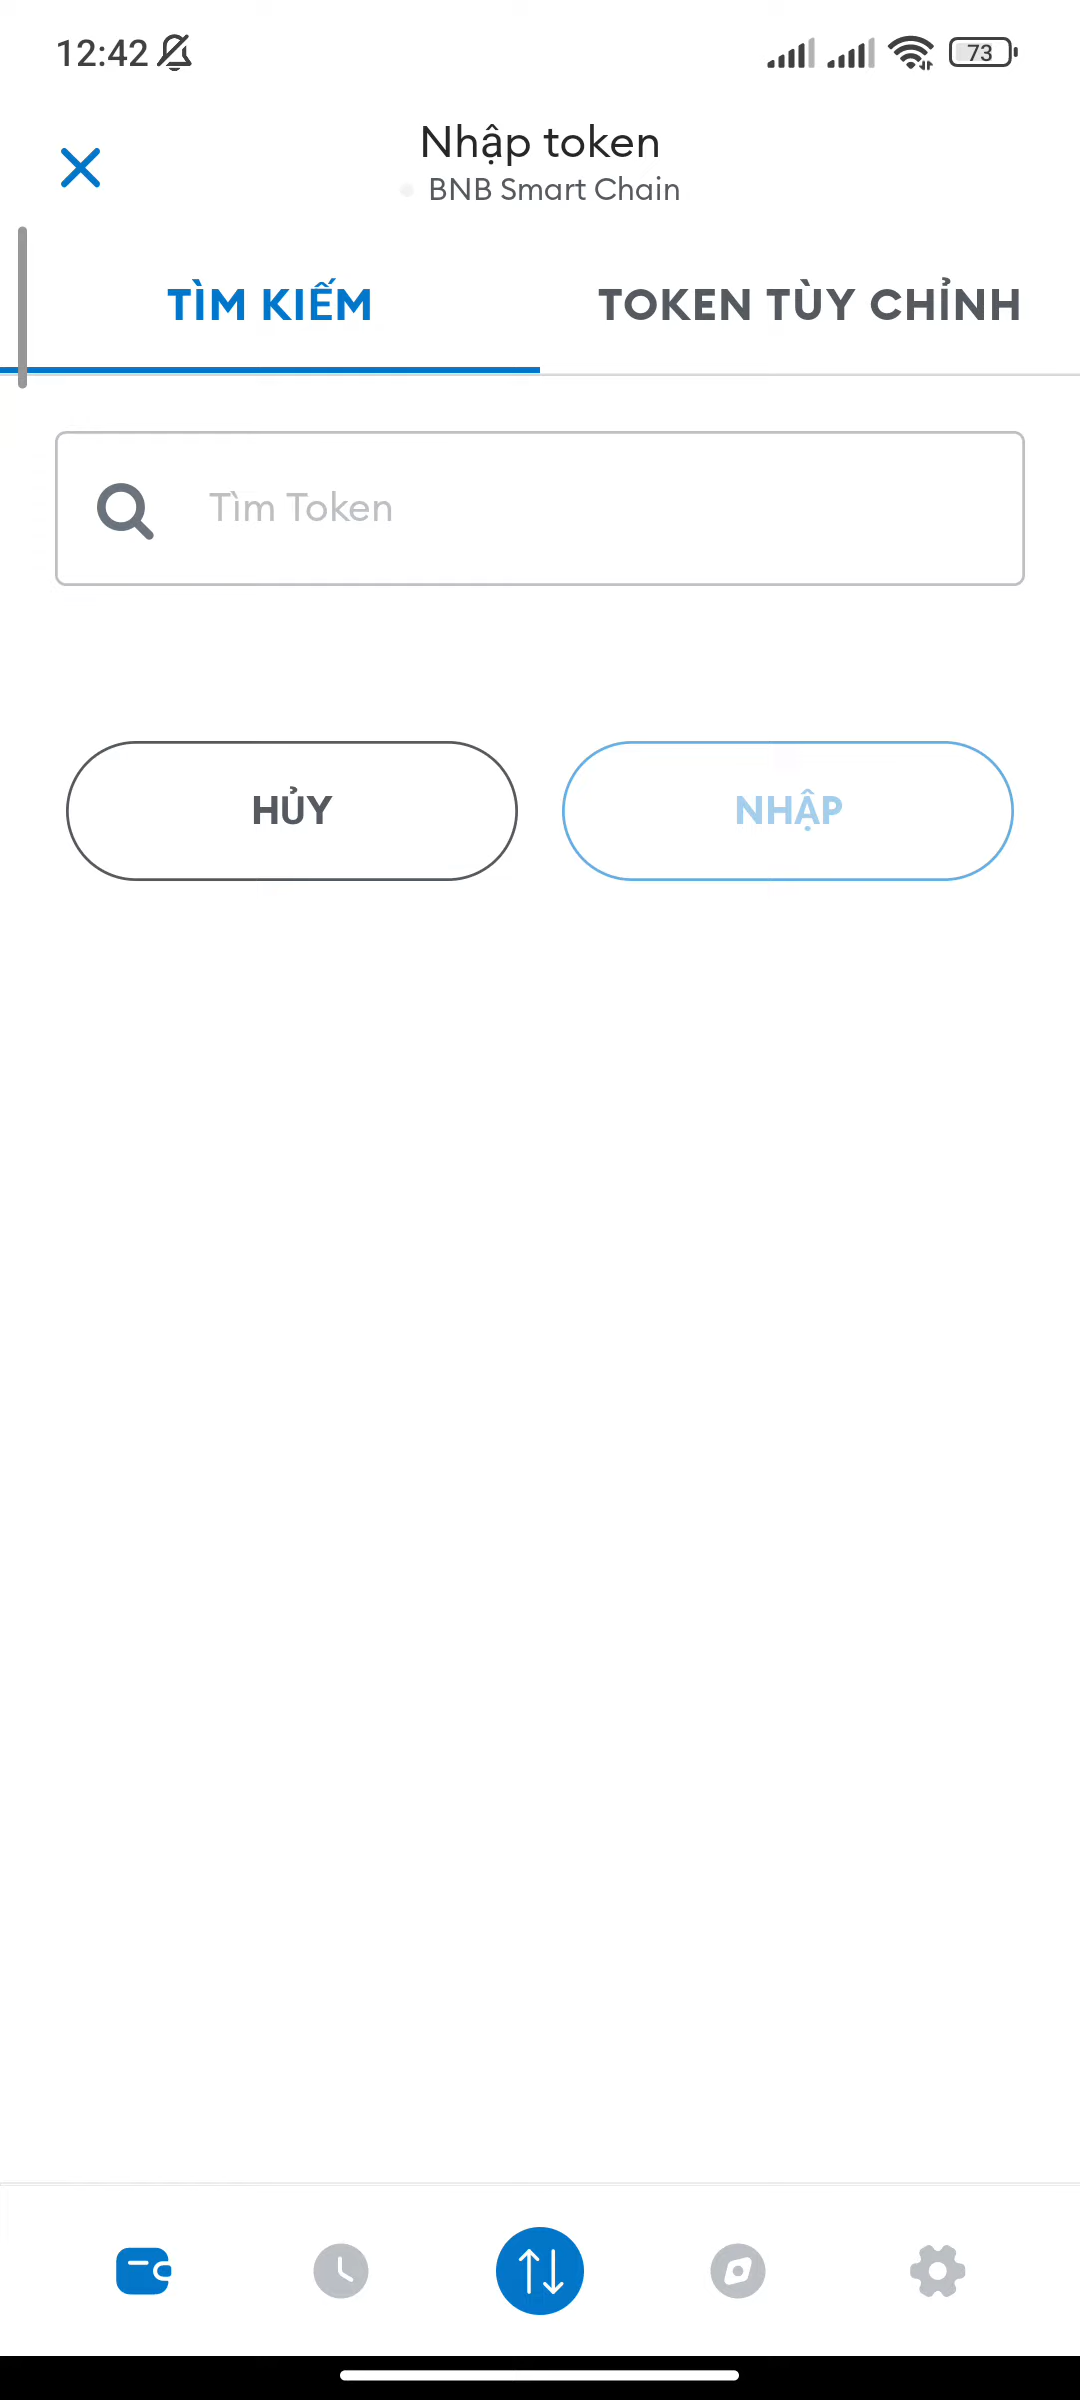 12:42
73
Nhập token
BNB Smart Chain
TÌM KIẾM
TOKEN TÙY CHỈNH
Tìm Token
HỦY
NHẬP